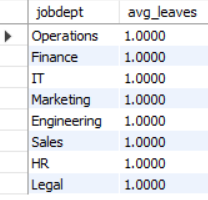 jobdept avg_leaves
Operations 1.0000
Finance 1.0000
IT 1.0000
Marketing 1.0000
Engineering 1.0000
Sales 1.0000
HR 1.0000
Legal 1.0000